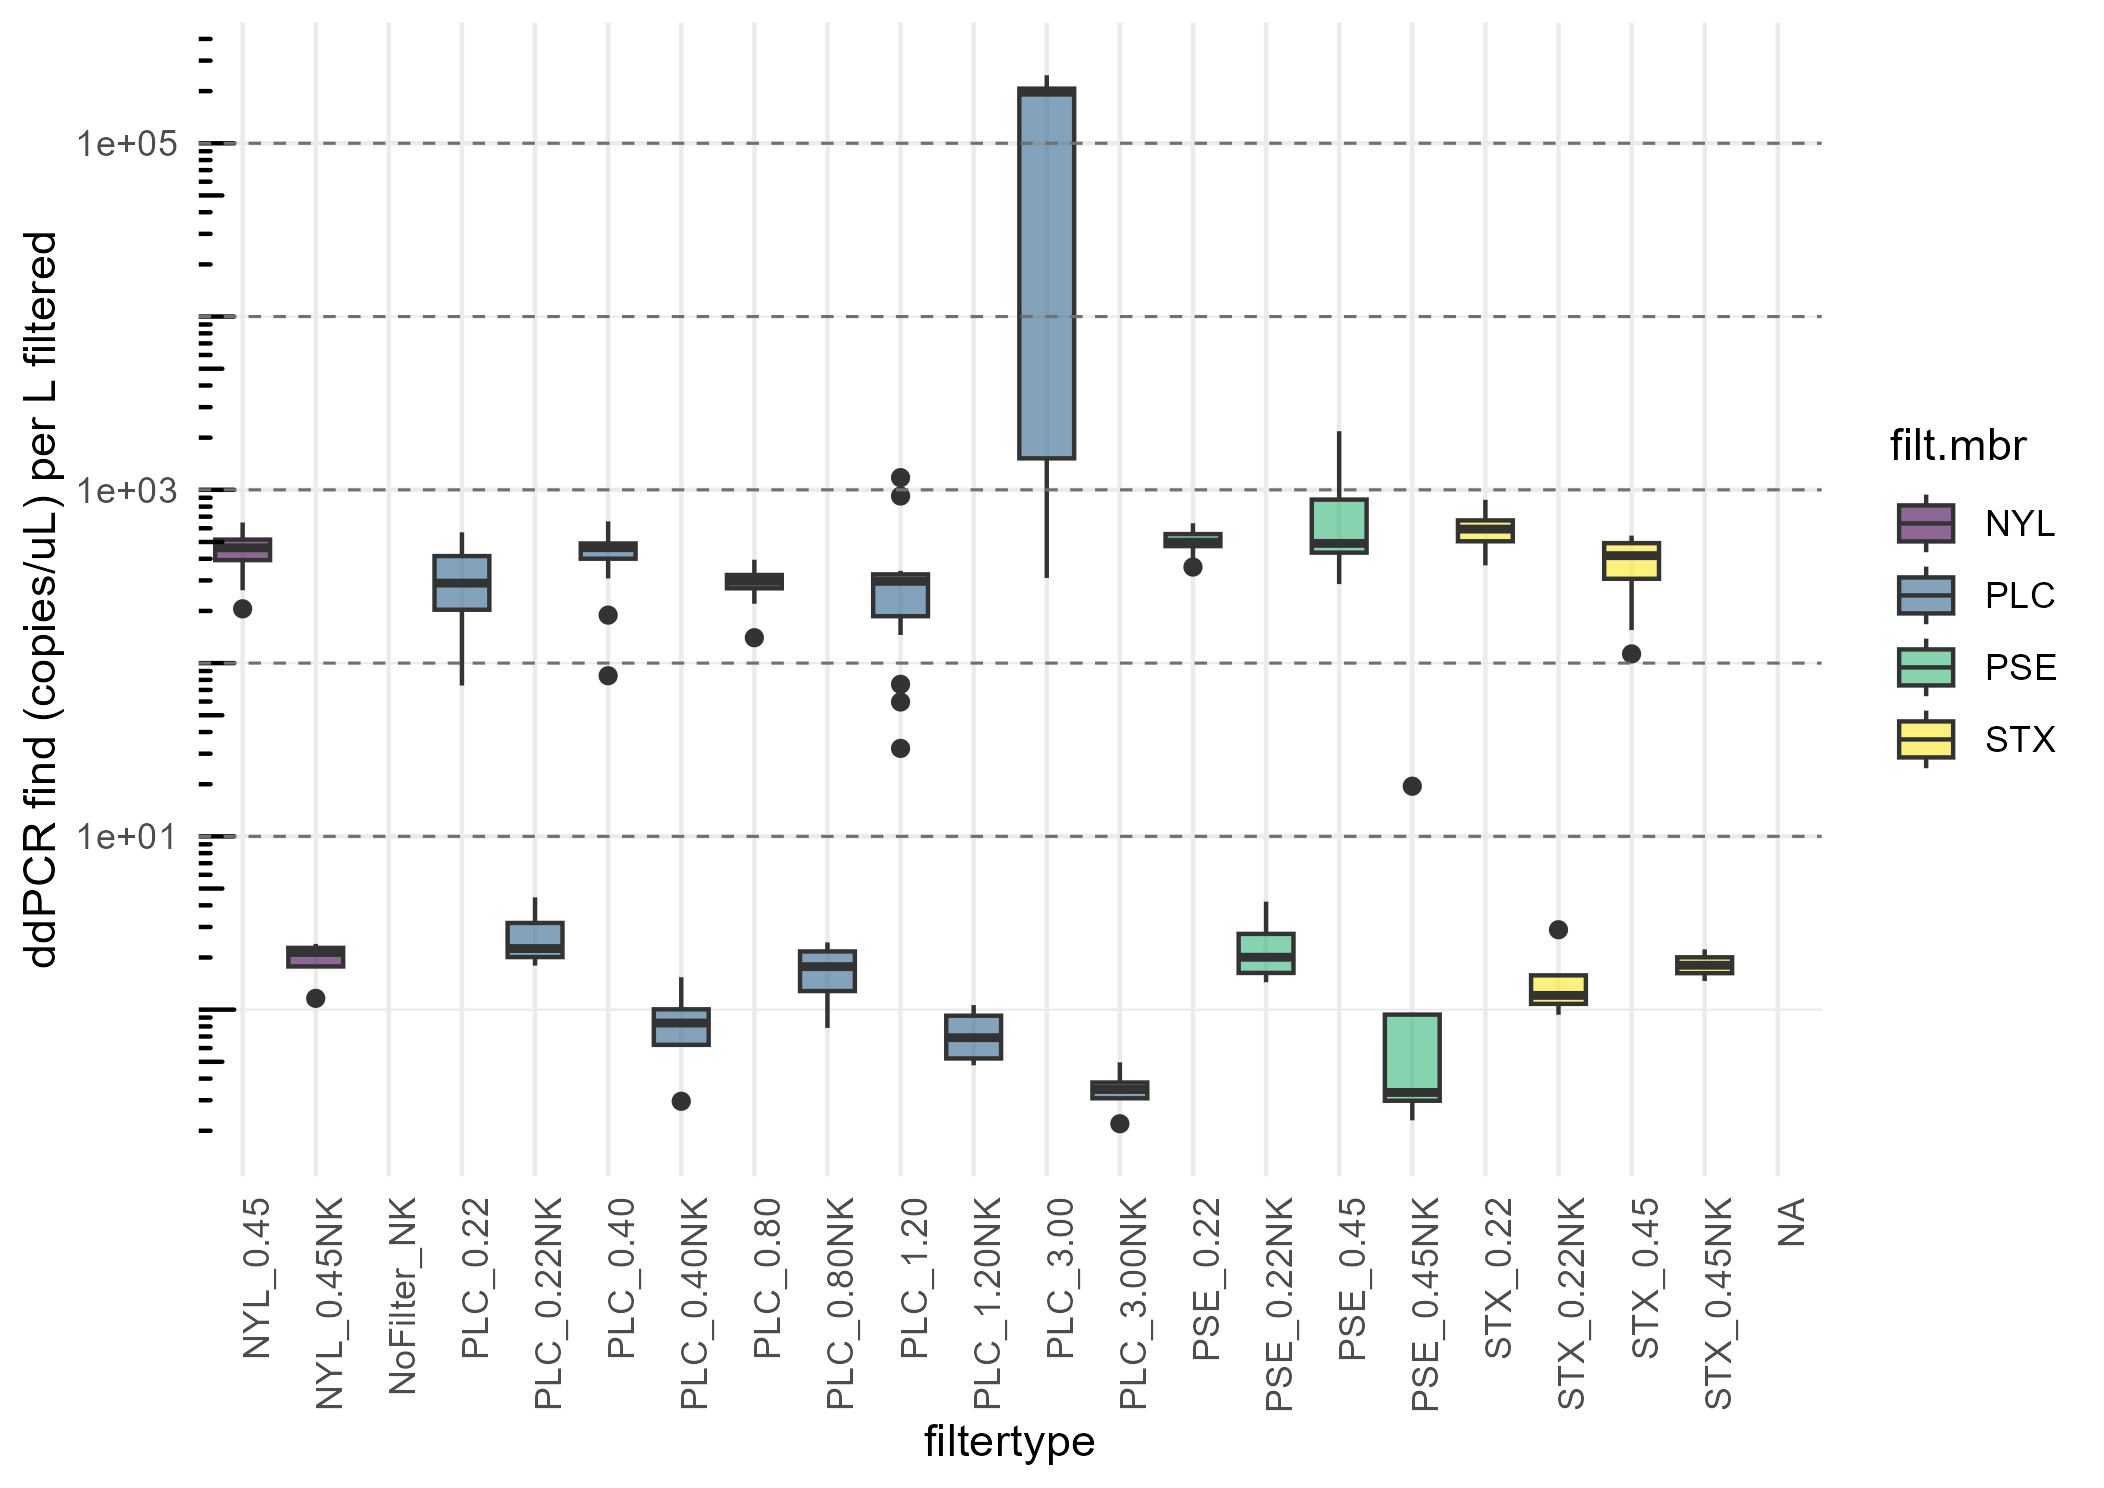 ddPCR find (copies/uL) per L filtered
1e+05
1e+03
1e+01
NYL_0.45
NYL_0.45NK
NoFilter_NK
PLC_0.22
PLC_0.22NK
PLC_0.40
PLC_0.40NK
PLC_0.80
PLC_0.80NK
PLC_1.20
PLC_1.20NK
PLC_3.00
PLC_3.00NK
PSE_0.22
PSE_0.22NK
PSE_0.45
PSE_0.45NK
STX_0.22
STX_0.22NK
STX_0.45
STX_0.45NK
NA
filtertype
filt.mbr
NYL
PLC
PSE
STX